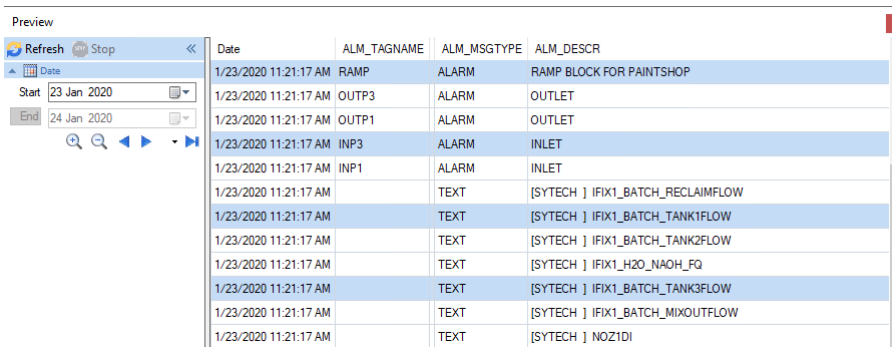 Preview
Refresh Stop «
Date
Start 23 Jan 2020
End 24 Jan 2020
Date ALM_TAGNAME ALM_MSGTYPE ALM_DESCR
1/23/2020 11:21:17 AM RAMP ALARM RAMP BLOCK FOR PAINTSHOP
1/23/2020 11:21:17 AM OUTP3 ALARM OUTLET
1/23/2020 11:21:17 AM OUTP1 ALARM OUTLET
1/23/2020 11:21:17 AM INP3 ALARM INLET
1/23/2020 11:21:17 AM INP1 ALARM INLET
1/23/2020 11:21:17 AM TEXT [SYTECH ] IFIX1_BATCH_RECLAIMFLOW
1/23/2020 11:21:17 AM TEXT [SYTECH ] IFIX1_BATCH_TANK1FLOW
1/23/2020 11:21:17 AM TEXT [SYTECH ] IFIX1_BATCH_TANK2FLOW
1/23/2020 11:21:17 AM TEXT [SYTECH ] IFIX1_H2O_NAOH_FQ
1/23/2020 11:21:17 AM TEXT [SYTECH ] IFIX1_BATCH_TANK3FLOW
1/23/2020 11:21:17 AM TEXT [SYTECH ] IFIX1_BATCH_MIXOUTFLOW
1/23/2020 11:21:17 AM TEXT [SYTECH ] NOZ1DI